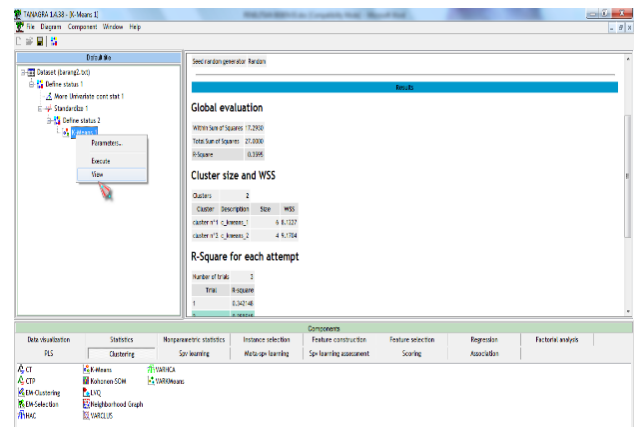 TANAGRA 1.4.38 - [K-Means 1]
File Diagram Component Window Help
Default title
Dataset (barang2.txt)
Define status 1
More Univariate cont stat 1
Standardize 1
Define status 2
K-Means 1
Parameters...
Execute
View
Seed random generator Random
Results
Global evaluation
Within Sum of Squares
Total Sum of Squares 27.0000
R-Square
Cluster size and WSS
Clusters 2
Cluster Description Size WSS
cluster n°1 c_kmeans_1 6 8.1227
cluster n°2 c_kmeans_2 4 9.1704
R-Square for each attempt
Number of trials
Trial R-square
1 0.342148
Components
Data visualization Statistics Nonparametric statistics Instance selection Feature construction Feature selection Regression Factorial analysis
PLS Clustering Spv learning Meta-spv learning Spv learning assessment Scoring Association
CT K-Means VARHCA
CTP Kohonen-SOM VARKMeans
EM-Clustering LVQ
EM-Selection Neighborhood Graph
HAC VARCLUS